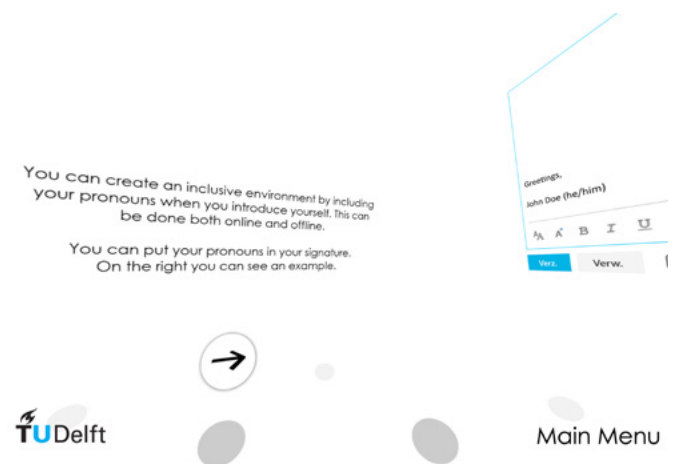 You can create an inclusive environment by including
your pronouns when you introduce yourself. This can
be done both online and offline.
You can put your pronouns in your signature.
On the right you can see an example.
Greetings,
John Doe (he/him)
A A B I U
Verz. Verw.
TU Delft
Main Menu